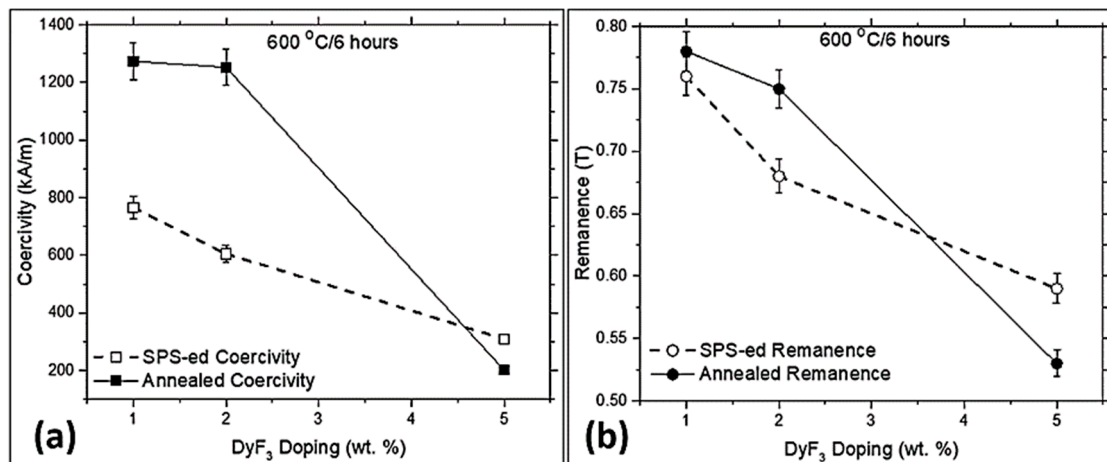 600 °C/6 hours
1400
1200
1000
800
600
400
200
Coercivity (kA/m)
SPS-ed Coercivity
Annealed Coercivity
1 2 3 4 5
DyF₃ Doping (wt. %)
(a)
600 °C/6 hours
0.80
0.75
0.70
0.65
0.60
0.55
0.50
Remanence (T)
SPS-ed Remanence
Annealed Remanence
1 2 3 4 5
DyF₃ Doping (wt. %)
(b)